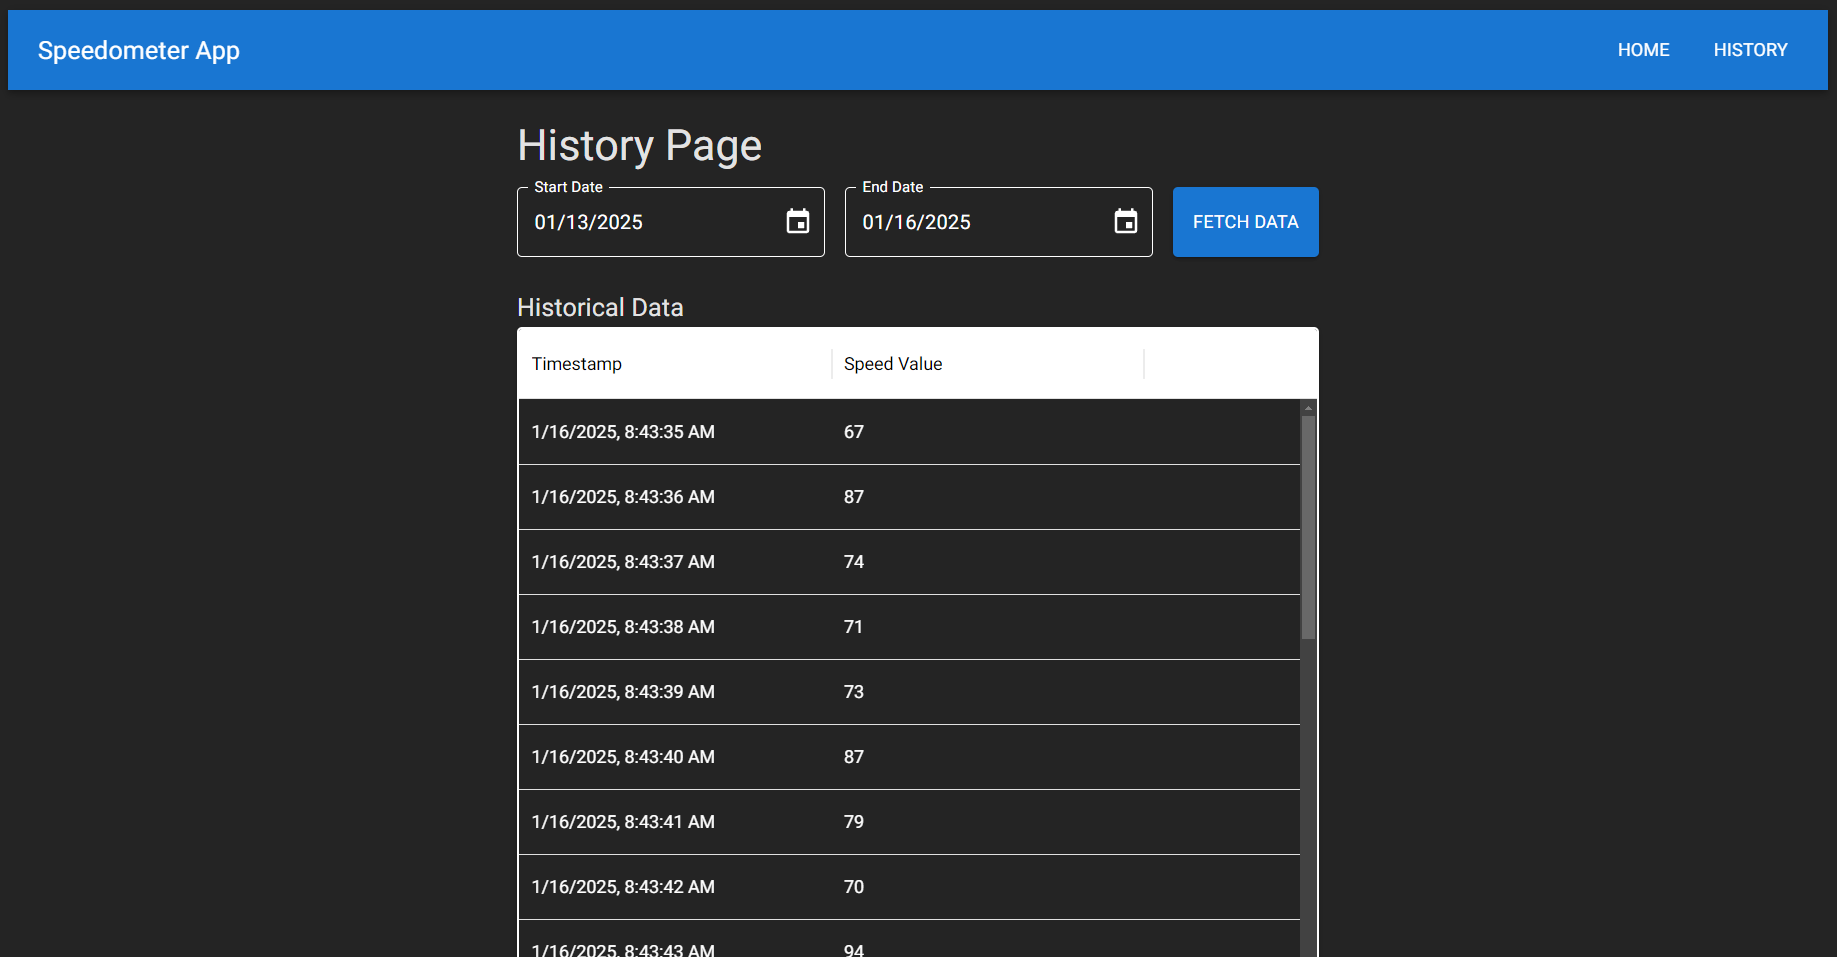 Speedometer App HOME HISTORY
History Page
Start Date End Date
01/13/2025 01/16/2025 FETCH DATA
Historical Data
Timestamp Speed Value
1/16/2025, 8:43:35 AM 67
1/16/2025, 8:43:36 AM 87
1/16/2025, 8:43:37 AM 74
1/16/2025, 8:43:38 AM 71
1/16/2025, 8:43:39 AM 73
1/16/2025, 8:43:40 AM 87
1/16/2025, 8:43:41 AM 79
1/16/2025, 8:43:42 AM 70
1/16/2025, 8:43:43 AM 94